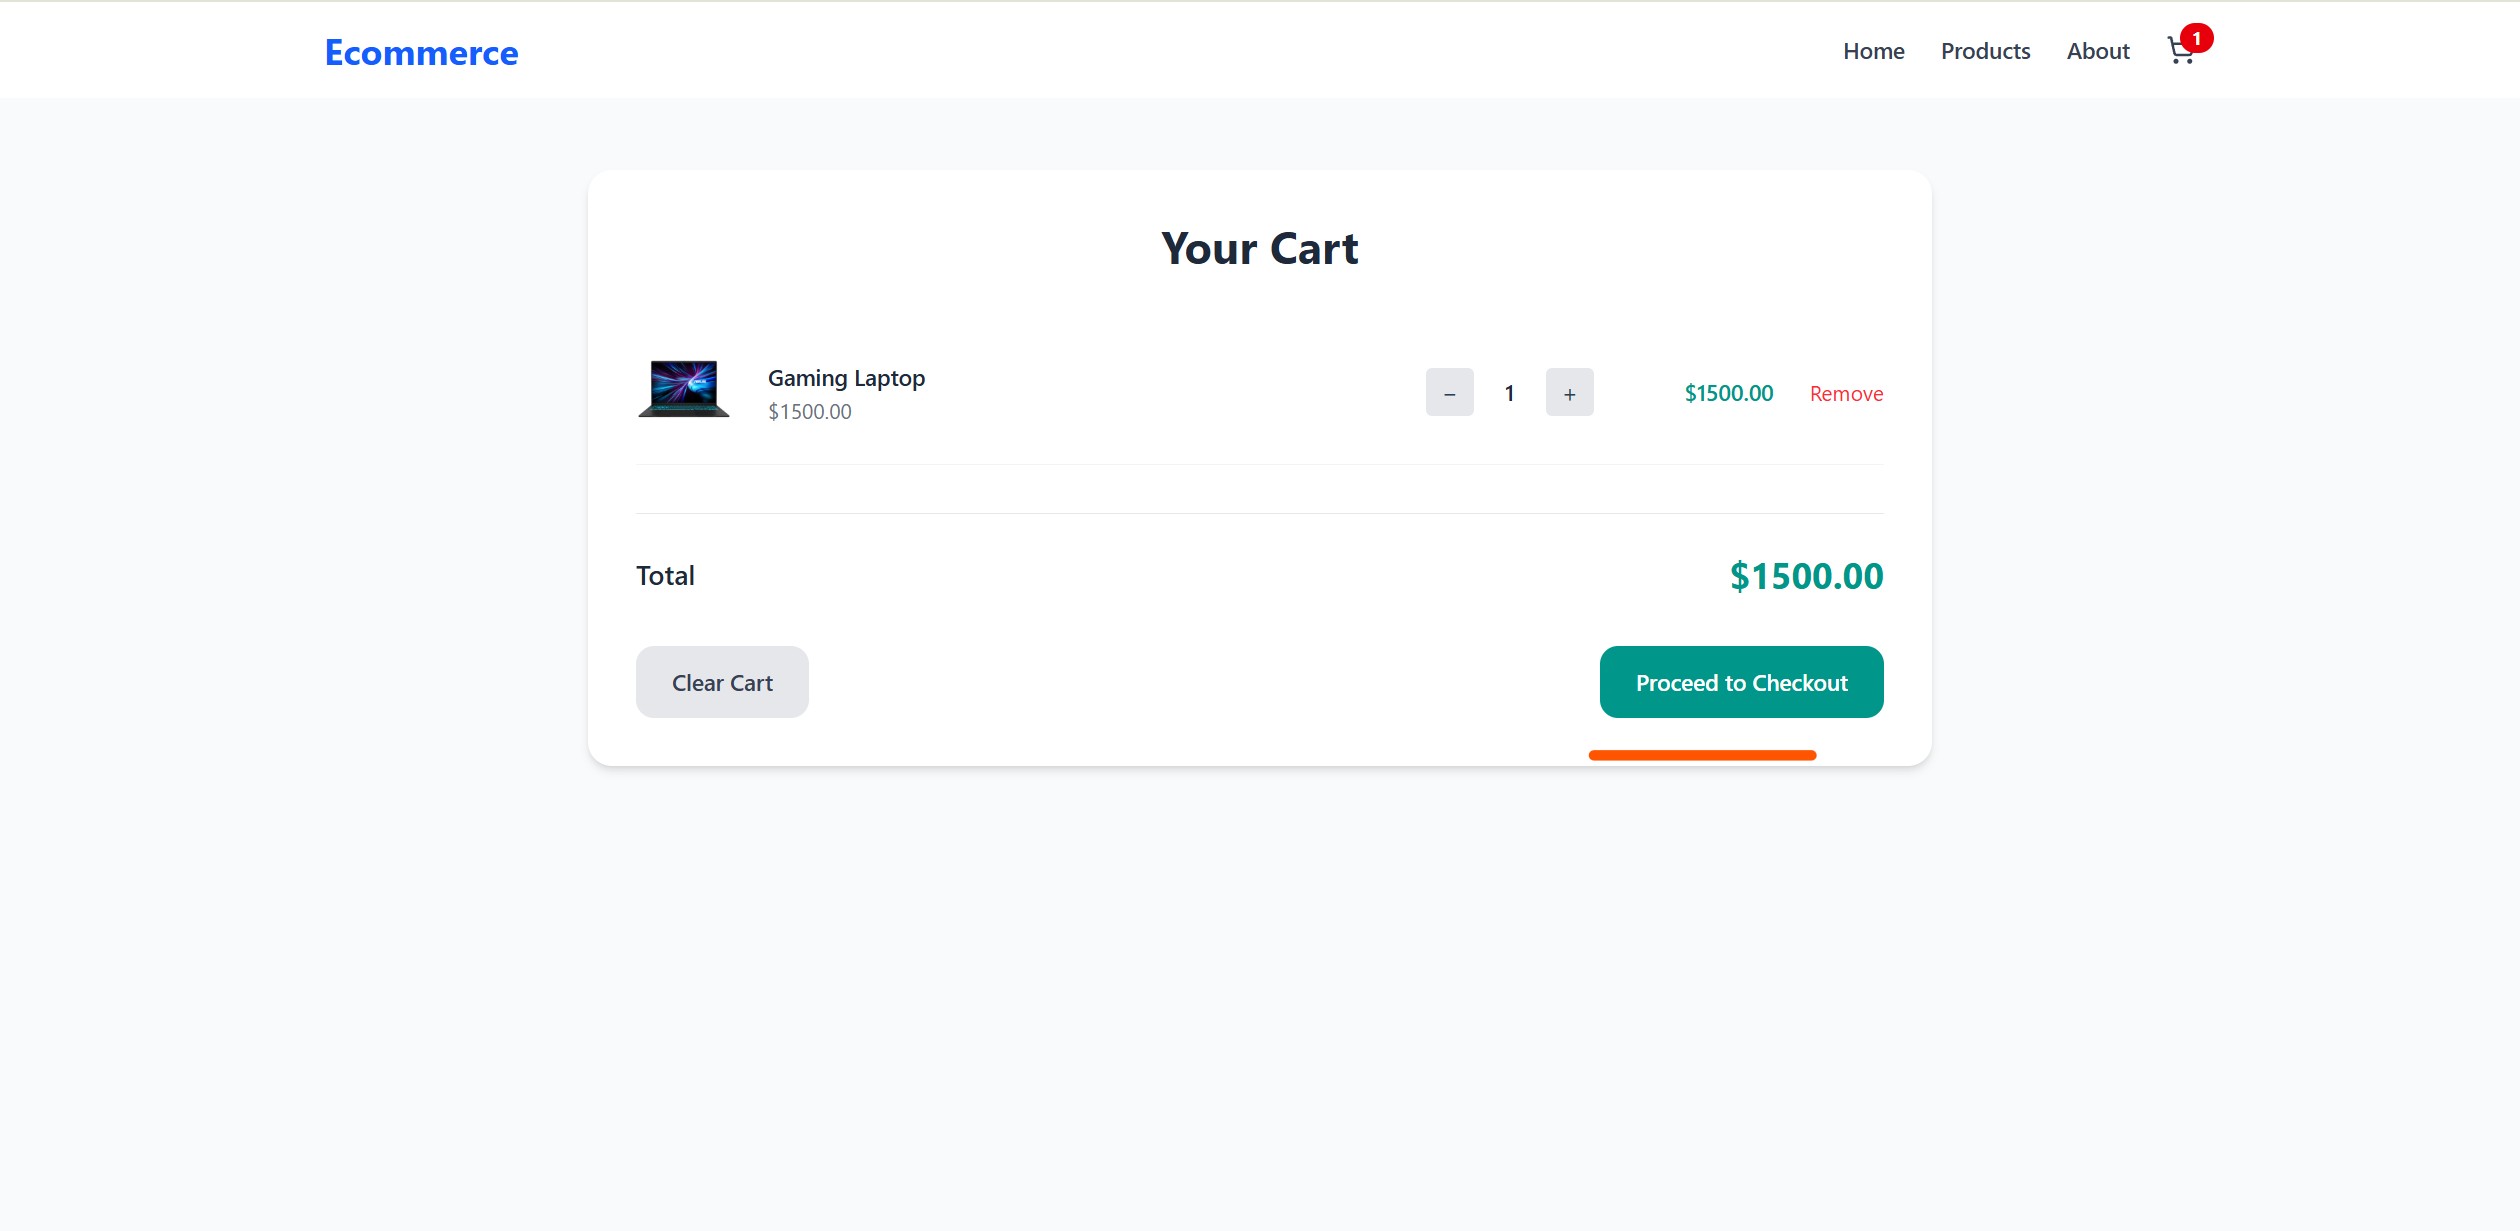 Ecommerce
Home Products About 1
Your Cart
Gaming Laptop
$1500.00
− 1 + $1500.00 Remove
Total $1500.00
Clear Cart Proceed to Checkout